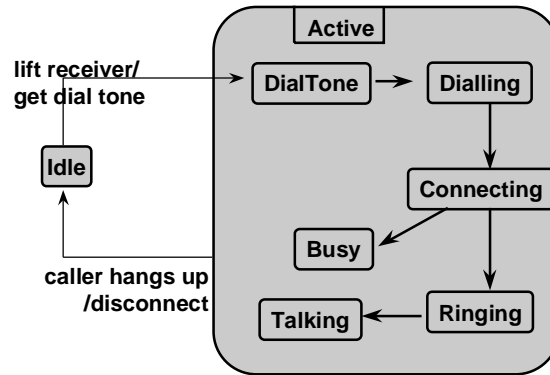 Active
lift receiver/
get dial tone
DialTone
Dialling
Idle
Connecting
Busy
caller hangs up
/disconnect
Talking
Ringing